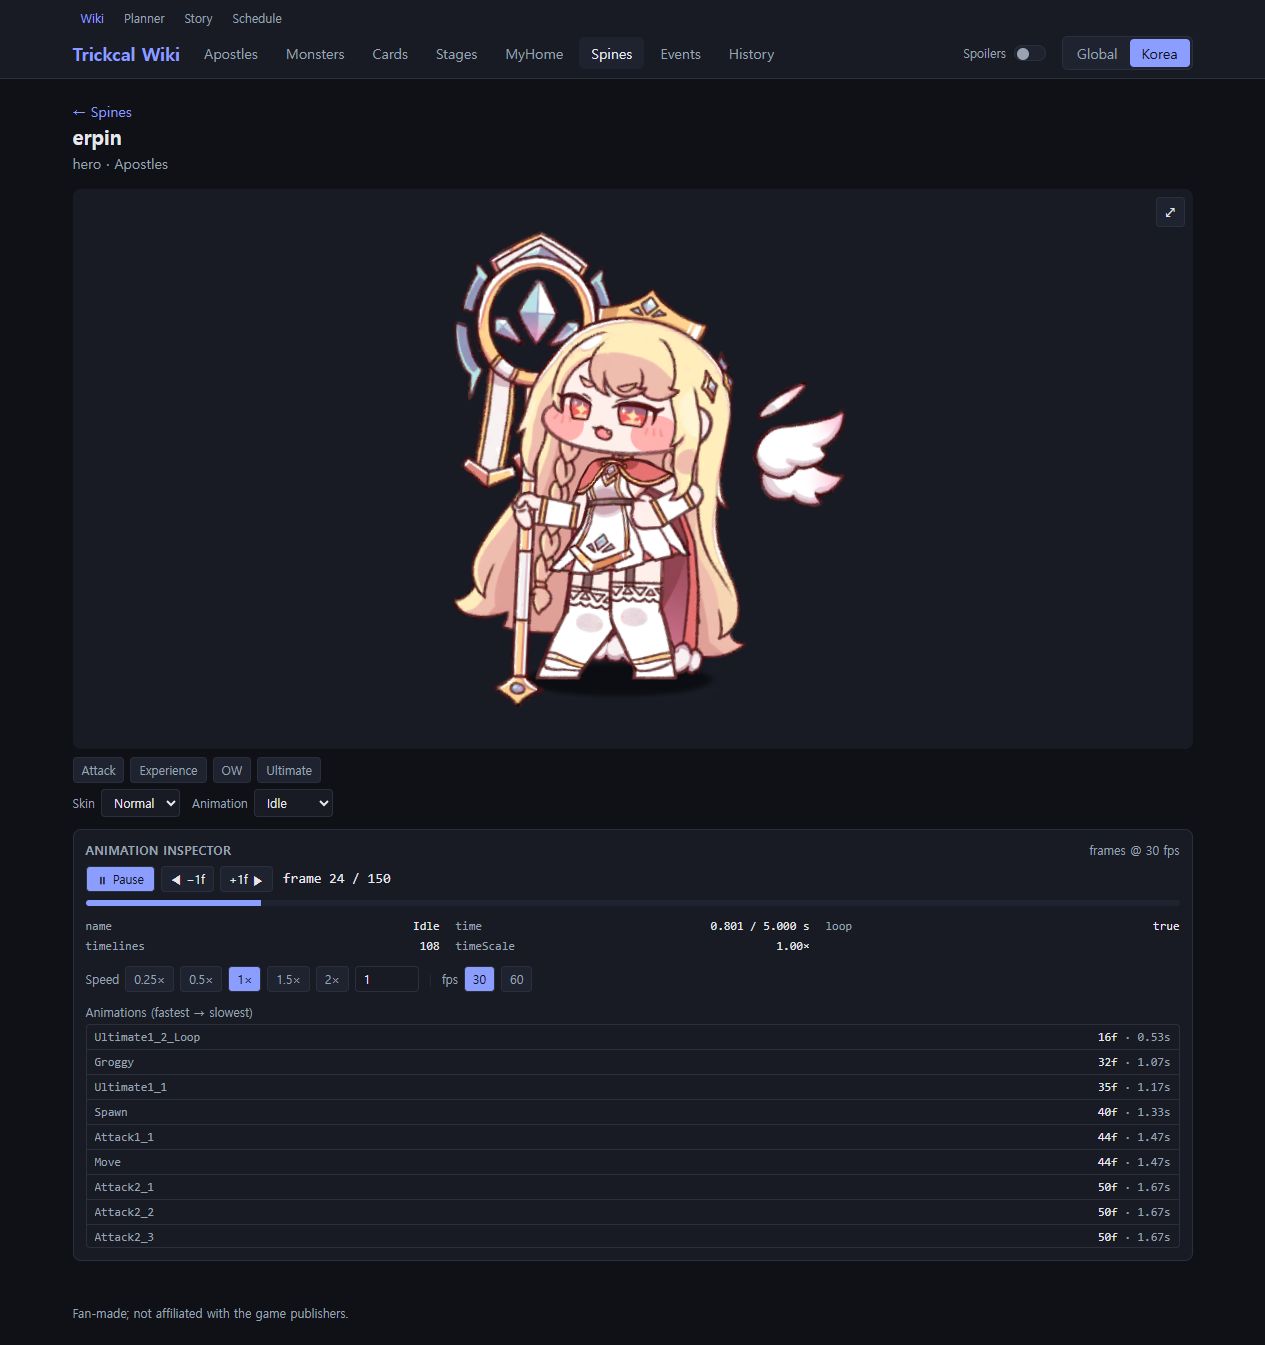 Wiki Planner Story Schedule
Trickcal Wiki Apostles Monsters Cards Stages MyHome Spines Events History Spoilers Global Korea
← Spines
erpin
hero · Apostles
⤢
Attack Experience OW Ultimate
Skin Normal Animation Idle
ANIMATION INSPECTOR frames @ 30 fps
⏸ Pause ◀ −1f +1f ▶ frame 24 / 150
name Idle time 0.801 / 5.000 s loop true
timelines 108 timeScale 1.00×
Speed 0.25× 0.5× 1× 1.5× 2× 1 fps 30 60
Animations (fastest → slowest)
Ultimate1_2_Loop 16f · 0.53s
Groggy 32f · 1.07s
Ultimate1_1 35f · 1.17s
Spawn 40f · 1.33s
Attack1_1 44f · 1.47s
Move 44f · 1.47s
Attack2_1 50f · 1.67s
Attack2_2 50f · 1.67s
Attack2_3 50f · 1.67s
Fan-made; not affiliated with the game publishers.